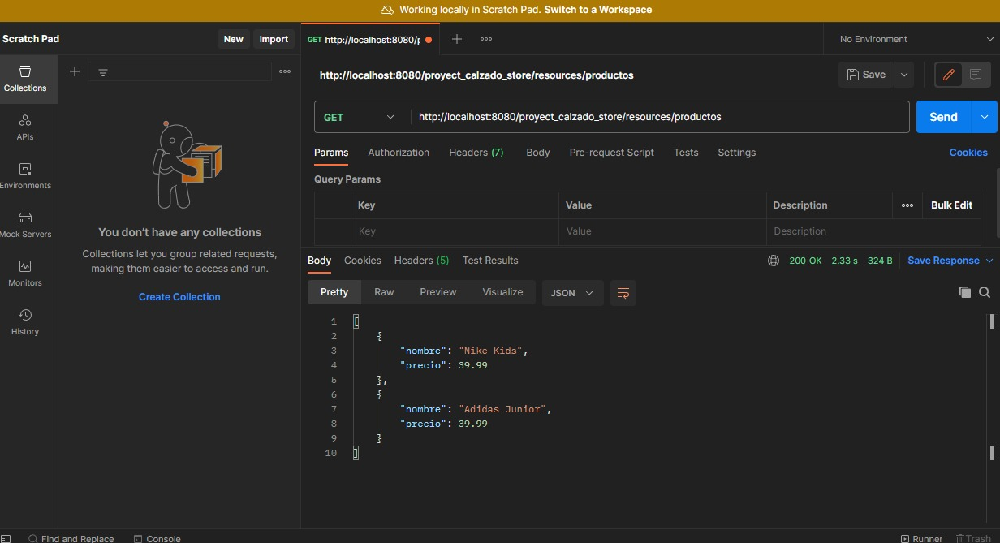 Working locally in Scratch Pad. Switch to a Workspace
Scratch Pad
New
Import
GET http://localhost:8080/p
No Environment
Collections
APIs
Environments
Mock Servers
Monitors
History
You don't have any collections
Collections let you group related requests,
making them easier to access and run.
Create Collection
http://localhost:8080/proyect_calzado_store/resources/productos
Save
GET
http://localhost:8080/proyect_calzado_store/resources/productos
Send
Params Authorization Headers (7) Body Pre-request Script Tests Settings Cookies
Query Params
Key Value Description Bulk Edit
Key Value Description
Body Cookies Headers (5) Test Results 200 OK 2.33 s 324 B Save Response
Pretty Raw Preview Visualize JSON
1 [
2 {
3 "nombre": "Nike Kids",
4 "precio": 39.99
5 },
6 {
7 "nombre": "Adidas Junior",
8 "precio": 39.99
9 }
10 ]
Find and Replace Console Runner Trash